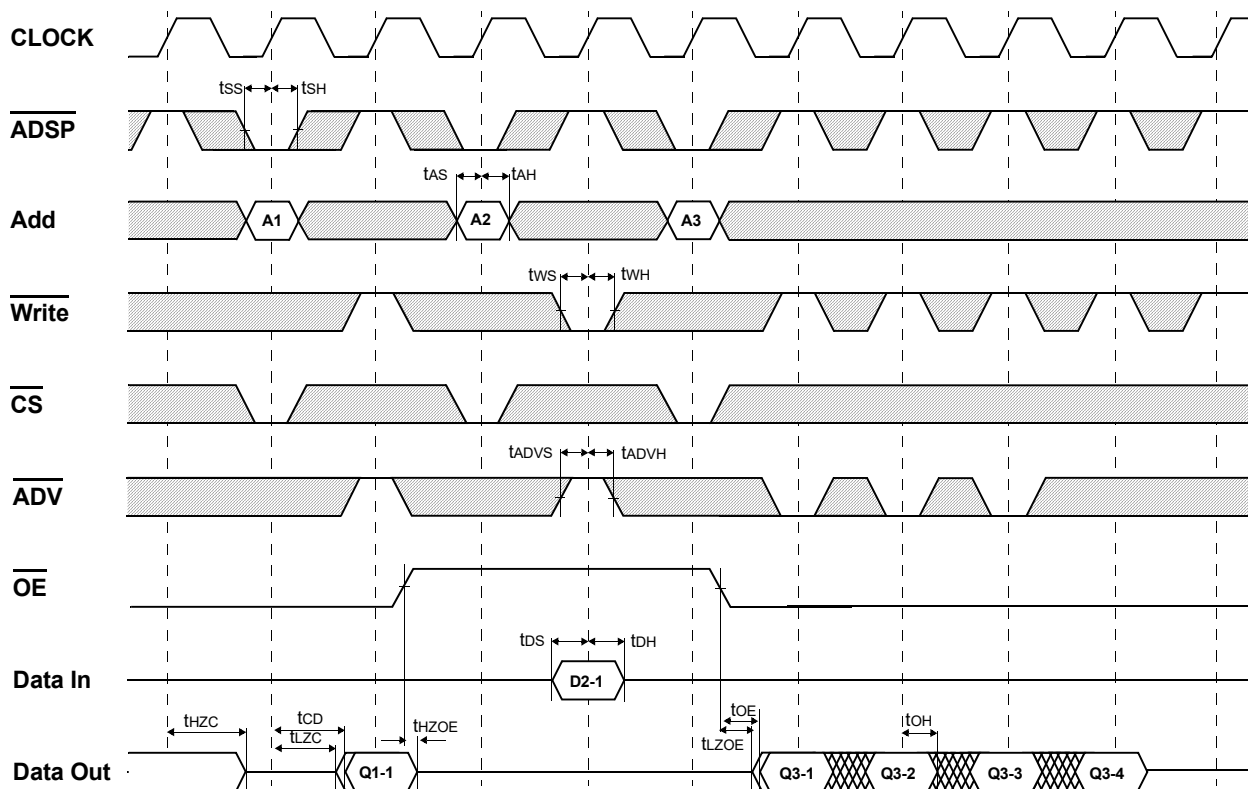 CLOCK
tSS tSH
ADSP
tAS tAH
Add A1 A2 A3
tWS tWH
Write
CS
tADVS tADVH
ADV
OE
tDS tDH
Data In D2-1
tHZC tCD tHZOE tOE tOH
tLZC tLZOE
Data Out Q1-1 Q3-1 Q3-2 Q3-3 Q3-4